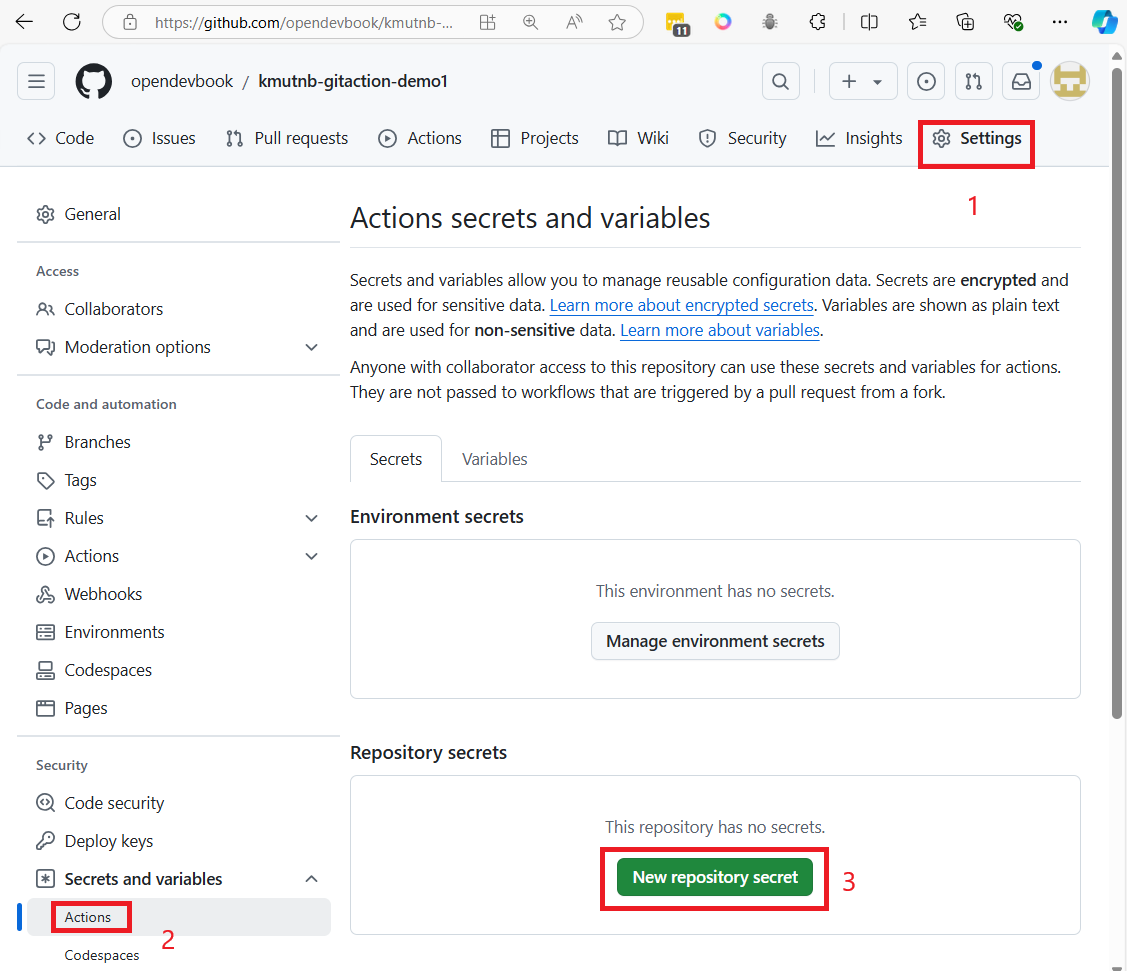 https://github.com/opendevbook/kmutnb-...
11
opendevbook / kmutnb-gitaction-demo1
Code
Issues
Pull requests
Actions
Projects
Wiki
Security
Insights
Settings
1
General
Access
Collaborators
Moderation options
Code and automation
Branches
Tags
Rules
Actions
Webhooks
Environments
Codespaces
Pages
Security
Code security
Deploy keys
Secrets and variables
Actions
2
Codespaces
Actions secrets and variables
Secrets and variables allow you to manage reusable configuration data. Secrets are encrypted and
are used for sensitive data. Learn more about encrypted secrets. Variables are shown as plain text
and are used for non-sensitive data. Learn more about variables.
Anyone with collaborator access to this repository can use these secrets and variables for actions.
They are not passed to workflows that are triggered by a pull request from a fork.
Secrets
Variables
Environment secrets
This environment has no secrets.
Manage environment secrets
Repository secrets
This repository has no secrets.
New repository secret
3